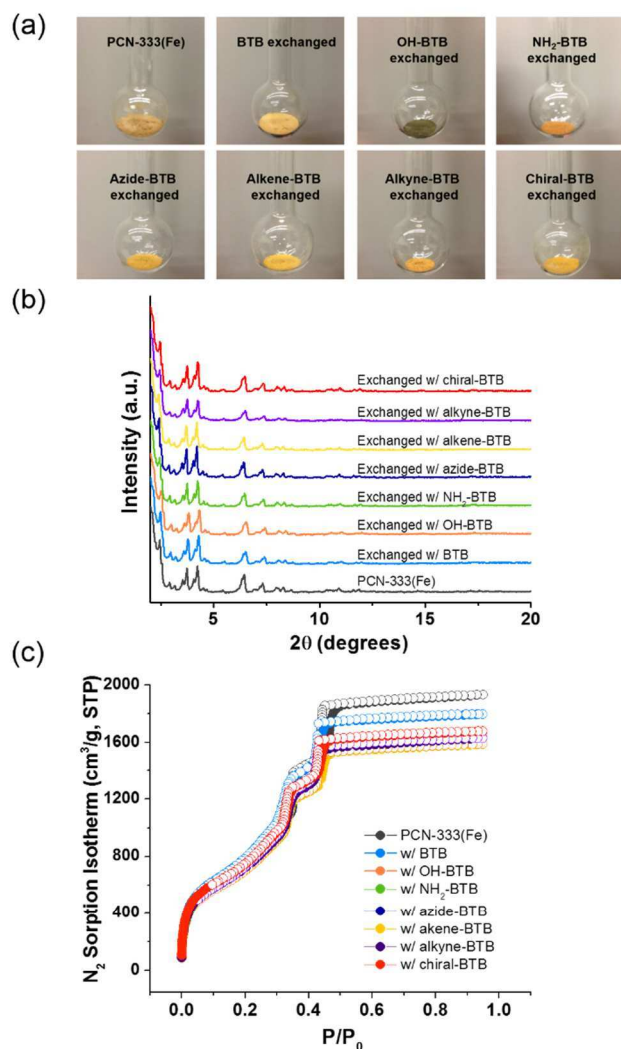 (a)
PCN-333(Fe)
BTB exchanged
OH-BTB
exchanged
NH₂-BTB
exchanged
Azide-BTB
exchanged
Alkene-BTB
exchanged
Alkyne-BTB
exchanged
Chiral-BTB
exchanged
(b)
Intensity (a.u.)
Exchanged w/ chiral-BTB
Exchanged w/ alkyne-BTB
Exchanged w/ alkene-BTB
Exchanged w/ azide-BTB
Exchanged w/ NH₂-BTB
Exchanged w/ OH-BTB
Exchanged w/ BTB
PCN-333(Fe)
5 10 15 20
2θ (degrees)
(c)
N₂ Sorption Isotherm (cm³/g, STP)
2000
1600
1200
800
400
0
PCN-333(Fe)
w/ BTB
w/ OH-BTB
w/ NH₂-BTB
w/ azide-BTB
w/ akene-BTB
w/ alkyne-BTB
w/ chiral-BTB
0.0 0.2 0.4 0.6 0.8 1.0
P/P₀